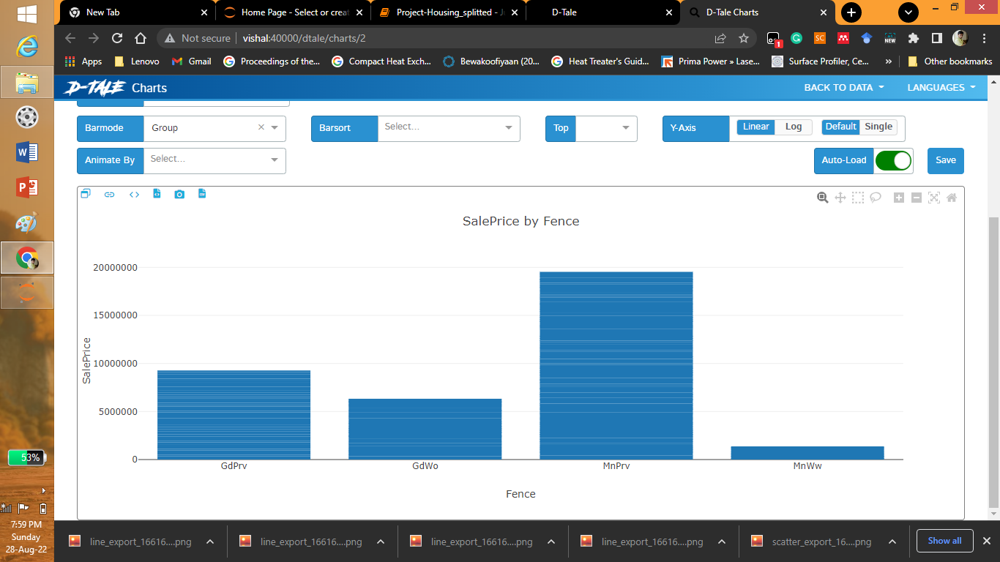 New Tab
Home Page - Select or creat
Project-Housing_splitted - J
D-Tale
D-Tale Charts
Not secure | vishal:40000/dtale/charts/2
1
SC
NEW
Apps
Lenovo
Gmail
Proceedings of the...
Compact Heat Exch...
Bewakoofiyaan (20...
Heat Treater's Guid...
Prima Power » Lase...
Surface Profiler, Ce...
»
Other bookmarks
D-TALE Charts
BACK TO DATA
LANGUAGES
Barmode Group
Barsort Select...
Top
Y-Axis Linear Log Default Single
Animate By Select...
Auto-Load
Save
SalePrice by Fence
20000000
15000000
10000000
5000000
0
SalePrice
GdPrv
GdWo
MnPrv
MnWw
Fence
53%
7:59 PM
Sunday
28-Aug-22
line_export_16616....png
line_export_16616....png
line_export_16616....png
line_export_16616....png
scatter_export_16....png
Show all